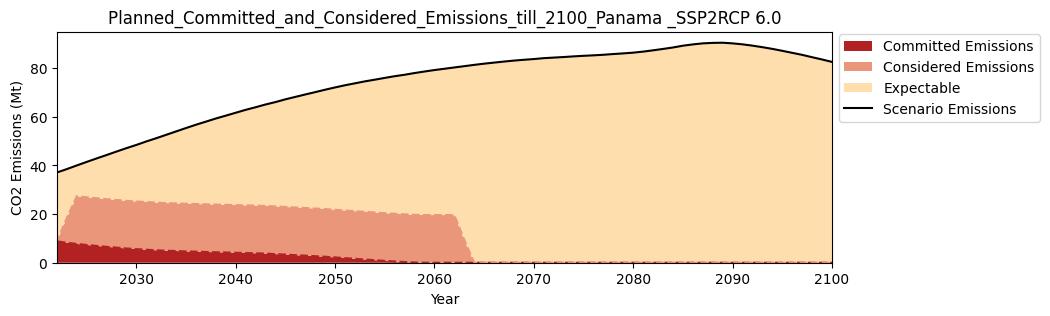 Planned_Committed_and_Considered_Emissions_till_2100_Panama _SSP2RCP 6.0
Committed Emissions
Considered Emissions
Expectable
Scenario Emissions
CO2 Emissions (Mt)
80
60
40
20
0
2030 2040 2050 2060 2070 2080 2090 2100
Year